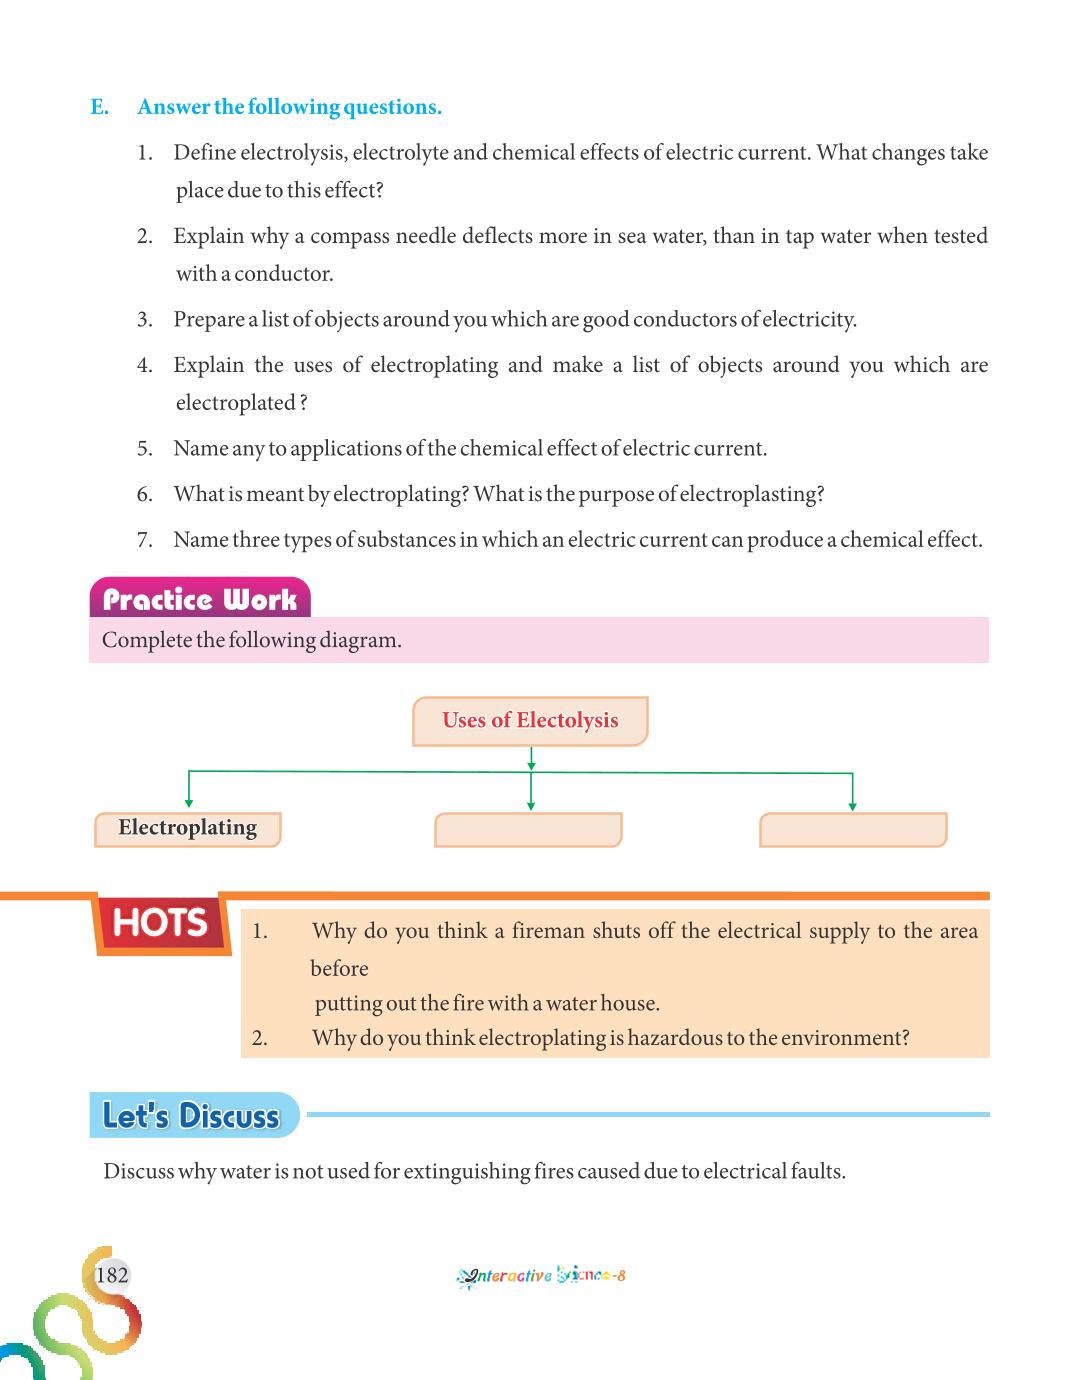 E. Answer the following questions.
1. Define electrolysis, electrolyte and chemical effects of electric current. What changes take
place due to this effect?
2. Explain why a compass needle deflects more in sea water, than in tap water when tested
with a conductor.
3. Prepare a list of objects around you which are good conductors of electricity.
4. Explain the uses of electroplating and make a list of objects around you which are
electroplated ?
5. Name any to applications of the chemical effect of electric current.
6. What is meant by electroplating? What is the purpose of electroplasting?
7. Name three types of substances in which an electric current can produce a chemical effect.
Practice Work
Complete the following diagram.
Uses of Electolysis
Electroplating
HOTS
1. Why do you think a fireman shuts off the electrical supply to the area
before
putting out the fire with a water house.
2. Why do you think electroplating is hazardous to the environment?
Let's Discuss
Discuss why water is not used for extinguishing fires caused due to electrical faults.
182
Interactive Science-8